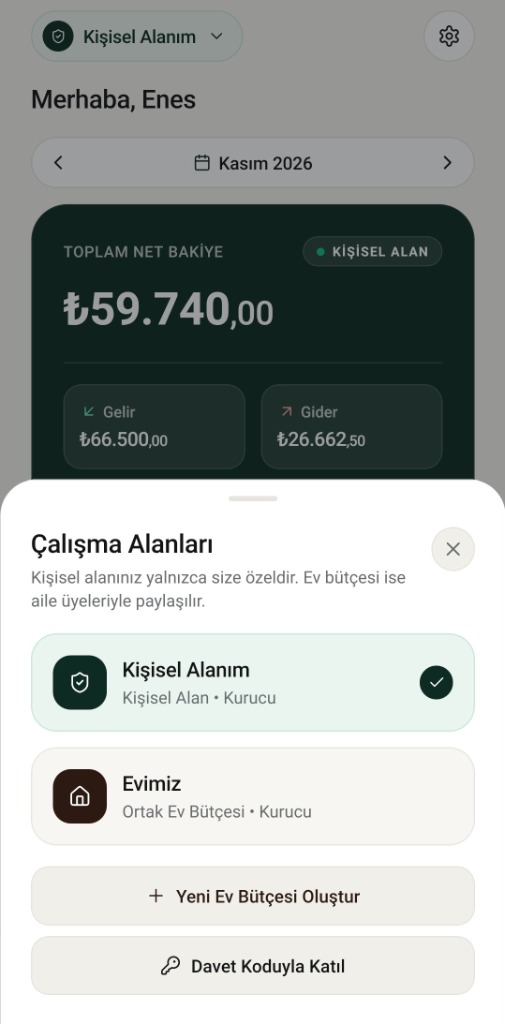 Kişisel Alanım
Merhaba, Enes
Kasım 2026
TOPLAM NET BAKİYE
KİŞİSEL ALAN
₺59.740,00
Gelir
₺66.500,00
Gider
₺26.662,50
Çalışma Alanları
Kişisel alanınız yalnızca size özeldir. Ev bütçesi ise
aile üyeleriyle paylaşılır.
Kişisel Alanım
Kişisel Alan • Kurucu
Evimiz
Ortak Ev Bütçesi • Kurucu
Yeni Ev Bütçesi Oluştur
Davet Koduyla Katıl